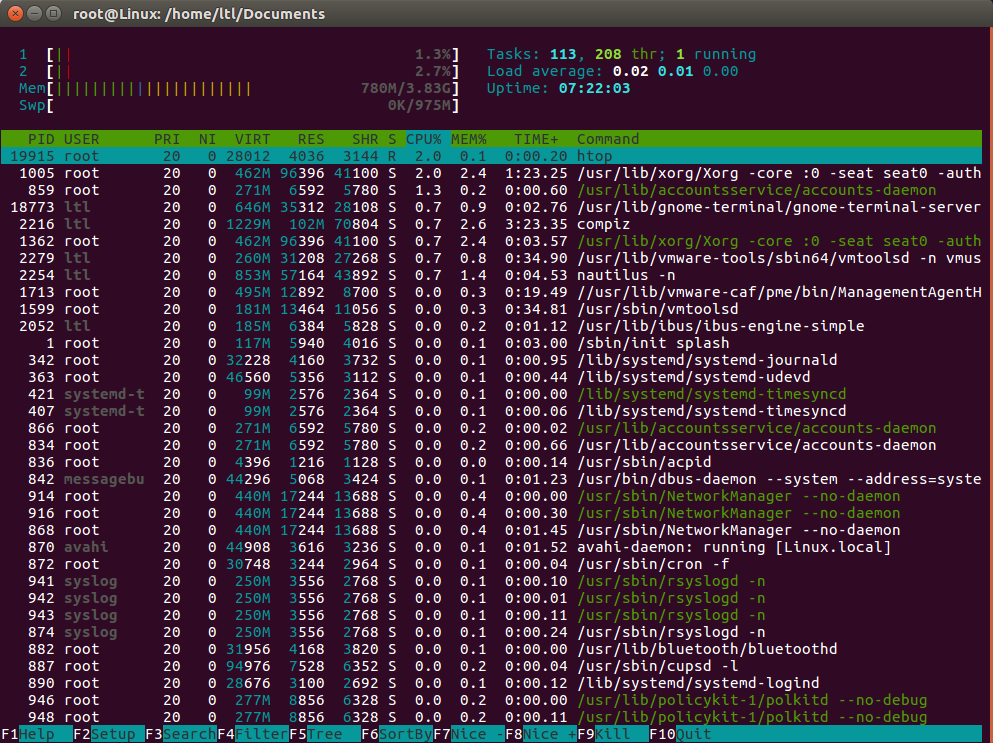 root@Linux: /home/ltl/Documents
1 [|| 1.3%] Tasks: 113, 208 thr; 1 running
2 [|| 2.7%] Load average: 0.02 0.01 0.00
Mem[|||||||||||||||||||||| 780M/3.83G] Uptime: 07:22:03
Swp[ 0K/975M]
PID USER PRI NI VIRT RES SHR S CPU% MEM% TIME+ Command
19915 root 20 0 28012 4036 3144 R 2.0 0.1 0:00.20 htop
1005 root 20 0 462M 96396 41100 S 2.0 2.4 1:23.25 /usr/lib/xorg/Xorg -core :0 -seat seat0 -auth
859 root 20 0 271M 6592 5780 S 1.3 0.2 0:00.60 /usr/lib/accountsservice/accounts-daemon
18773 ltl 20 0 646M 35312 28108 S 0.7 0.9 0:02.76 /usr/lib/gnome-terminal/gnome-terminal-server
2216 ltl 20 0 1229M 102M 70804 S 0.7 2.6 3:23.35 compiz
1362 root 20 0 462M 96396 41100 S 0.7 2.4 0:03.57 /usr/lib/xorg/Xorg -core :0 -seat seat0 -auth
2279 ltl 20 0 260M 31208 27268 S 0.7 0.8 0:34.90 /usr/lib/vmware-tools/sbin64/vmtoolsd -n vmus
2254 ltl 20 0 853M 57164 43892 S 0.7 1.4 0:04.53 nautilus -n
1713 root 20 0 495M 12892 8700 S 0.0 0.3 0:19.49 //usr/lib/vmware-caf/pme/bin/ManagementAgentH
1599 root 20 0 181M 13464 11056 S 0.0 0.3 0:34.81 /usr/sbin/vmtoolsd
2052 ltl 20 0 185M 6384 5828 S 0.0 0.2 0:01.12 /usr/lib/ibus/ibus-engine-simple
1 root 20 0 117M 5940 4016 S 0.0 0.1 0:03.00 /sbin/init splash
342 root 20 0 32228 4160 3732 S 0.0 0.1 0:00.95 /lib/systemd/systemd-journald
363 root 20 0 46560 5356 3112 S 0.0 0.1 0:00.44 /lib/systemd/systemd-udevd
421 systemd-t 20 0 99M 2576 2364 S 0.0 0.1 0:00.00 /lib/systemd/systemd-timesyncd
407 systemd-t 20 0 99M 2576 2364 S 0.0 0.1 0:00.06 /lib/systemd/systemd-timesyncd
866 root 20 0 271M 6592 5780 S 0.0 0.2 0:00.02 /usr/lib/accountsservice/accounts-daemon
834 root 20 0 271M 6592 5780 S 0.0 0.2 0:00.66 /usr/lib/accountsservice/accounts-daemon
836 root 20 0 4396 1216 1128 S 0.0 0.0 0:00.14 /usr/sbin/acpid
842 messagebu 20 0 44296 5068 3424 S 0.0 0.1 0:01.23 /usr/bin/dbus-daemon --system --address=syste
914 root 20 0 440M 17244 13688 S 0.0 0.4 0:00.00 /usr/sbin/NetworkManager --no-daemon
916 root 20 0 440M 17244 13688 S 0.0 0.4 0:00.30 /usr/sbin/NetworkManager --no-daemon
868 root 20 0 440M 17244 13688 S 0.0 0.4 0:01.45 /usr/sbin/NetworkManager --no-daemon
870 avahi 20 0 44908 3616 3236 S 0.0 0.1 0:01.52 avahi-daemon: running [Linux.local]
872 root 20 0 30748 3244 2964 S 0.0 0.1 0:00.04 /usr/sbin/cron -f
941 syslog 20 0 250M 3556 2768 S 0.0 0.1 0:00.10 /usr/sbin/rsyslogd -n
942 syslog 20 0 250M 3556 2768 S 0.0 0.1 0:00.01 /usr/sbin/rsyslogd -n
943 syslog 20 0 250M 3556 2768 S 0.0 0.1 0:00.11 /usr/sbin/rsyslogd -n
874 syslog 20 0 250M 3556 2768 S 0.0 0.1 0:00.24 /usr/sbin/rsyslogd -n
882 root 20 0 31956 4168 3820 S 0.0 0.1 0:00.00 /usr/lib/bluetooth/bluetoothd
887 root 20 0 94976 7528 6352 S 0.0 0.2 0:00.04 /usr/sbin/cupsd -l
890 root 20 0 28676 3100 2692 S 0.0 0.1 0:00.12 /lib/systemd/systemd-logind
946 root 20 0 277M 8856 6328 S 0.0 0.2 0:00.00 /usr/lib/policykit-1/polkitd --no-debug
948 root 20 0 277M 8856 6328 S 0.0 0.2 0:00.11 /usr/lib/policykit-1/polkitd --no-debug
F1Help F2Setup F3SearchF4FilterF5Tree F6SortByF7Nice -F8Nice +F9Kill F10Quit